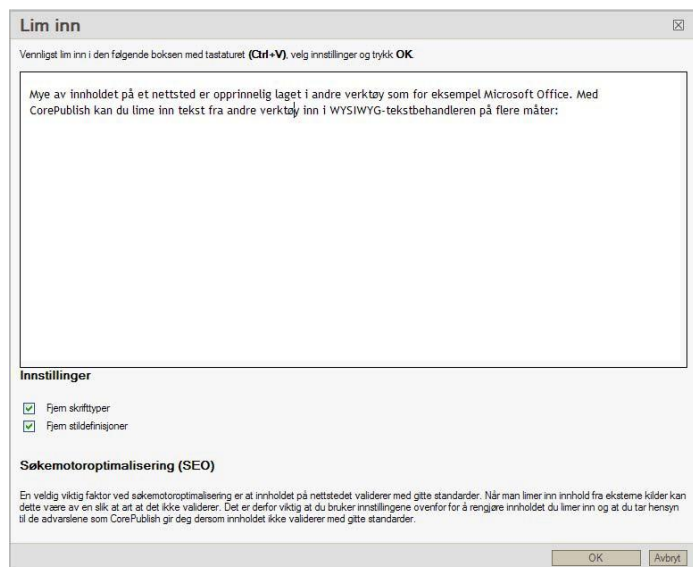 Lim inn
Vennligst lim inn i den følgende boksen med tastaturet (Ctrl+V), velg innstillinger og trykk OK.
Mye av innholdet på et nettsted er opprinnelig laget i andre verktøy som for eksempel Microsoft Office. Med
CorePublish kan du lime inn tekst fra andre verktøy inn i WYSIWYG-tekstbehandleren på flere måter:
Innstillinger
Fjern skrifttyper
Fjern stildefinisjoner
Søkemotoroptimalisering (SEO)
En veldig viktig faktor ved søkemotoroptimalisering er at innholdet på nettstedet validerer med gitte standarder. Når man limer inn innhold fra eksterne kilder kan
dette være av en slik at art at det ikke validerer. Det er derfor viktig at du bruker innstillingene ovenfor for å rengjøre innholdet du limer inn og at du tar hensyn
til de advarslene som CorePublish gir deg dersom innholdet ikke validerer med gitte standarder.
OK Avbryt